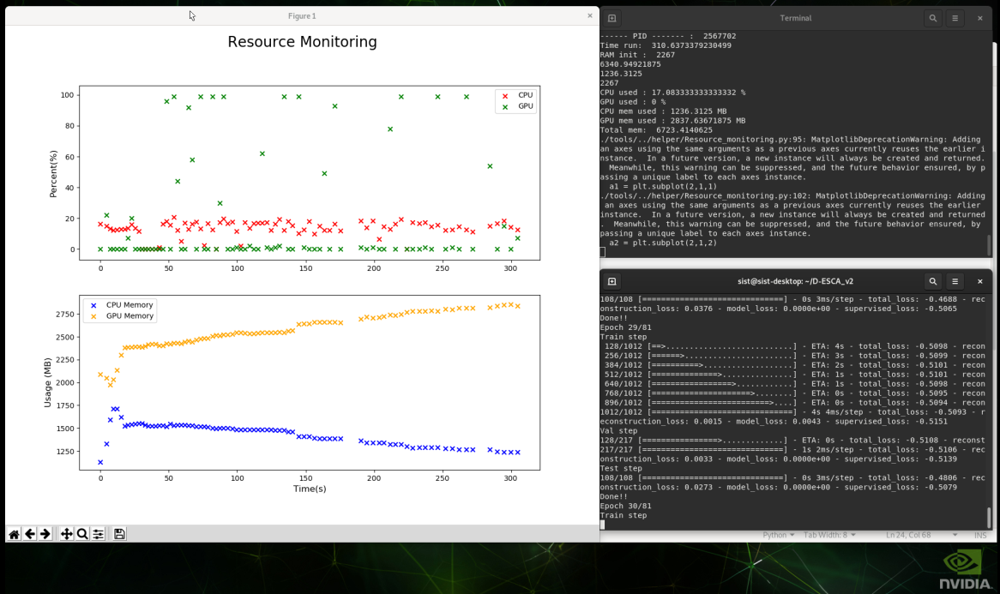 Figure 1
×
Resource Monitoring
100
80
60
40
20
0
Percent(%)
CPU
GPU
0
50
100
150
200
250
300
CPU Memory
GPU Memory
2750
2500
2250
2000
1750
1500
1250
Usage (MB)
0
50
100
150
200
250
300
Time(s)
Terminal
------ PID ------- :  2567702
Time run:  310.6373379230499
RAM init :  2267
6340.94921875
1236.3125
2267
CPU used : 17.083333333333332 %
GPU used : 0 %
CPU mem used : 1236.3125 MB
GPU mem used : 2837.63671875 MB
Total mem:  6723.4140625
./tools/../helper/Resource_monitoring.py:95: MatplotlibDeprecationWarning: Adding
an axes using the same arguments as a previous axes currently reuses the earlier i
nstance.  In a future version, a new instance will always be created and returned.
  Meanwhile, this warning can be suppressed, and the future behavior ensured, by p
assing a unique label to each axes instance.
  a1 = plt.subplot(2,1,1)
./tools/../helper/Resource_monitoring.py:102: MatplotlibDeprecationWarning: Adding
 an axes using the same arguments as a previous axes currently reuses the earlier
instance.  In a future version, a new instance will always be created and returned
.  Meanwhile, this warning can be suppressed, and the future behavior ensured, by
passing a unique label to each axes instance.
  a2 = plt.subplot(2,1,2)
sist@sist-desktop: ~/D-ESCA_v2
108/108 [==============================] - 0s 3ms/step - total_loss: -0.4688 - rec
onstruction_loss: 0.0376 - model_loss: 0.0000e+00 - supervised_loss: -0.5065
Done!!
Epoch 29/81
Train step
 128/1012 [==>...........................] - ETA: 4s - total_loss: -0.5098 - recon
 256/1012 [======>.......................] - ETA: 3s - total_loss: -0.5099 - recon
 384/1012 [==========>...................] - ETA: 2s - total_loss: -0.5101 - recon
 512/1012 [==============>...............] - ETA: 1s - total_loss: -0.5101 - recon
 640/1012 [=================>............] - ETA: 1s - total_loss: -0.5098 - recon
 768/1012 [=====================>........] - ETA: 0s - total_loss: -0.5095 - recon
 896/1012 [=========================>....] - ETA: 0s - total_loss: -0.5094 - recon
1012/1012 [==============================] - 4s 4ms/step - total_loss: -0.5093 - r
econstruction_loss: 0.0015 - model_loss: 0.0043 - supervised_loss: -0.5151
Val step
128/217 [================>.............] - ETA: 0s - total_loss: -0.5108 - reconst
217/217 [==============================] - 1s 2ms/step - total_loss: -0.5106 - rec
onstruction_loss: 0.0033 - model_loss: 0.0000e+00 - supervised_loss: -0.5139
Test step
108/108 [==============================] - 0s 3ms/step - total_loss: -0.4806 - rec
onstruction_loss: 0.0273 - model_loss: 0.0000e+00 - supervised_loss: -0.5079
Done!!
Epoch 30/81
Train step
Python Tab Width: 8 Ln 24, Col 68 INS
NVIDIA.